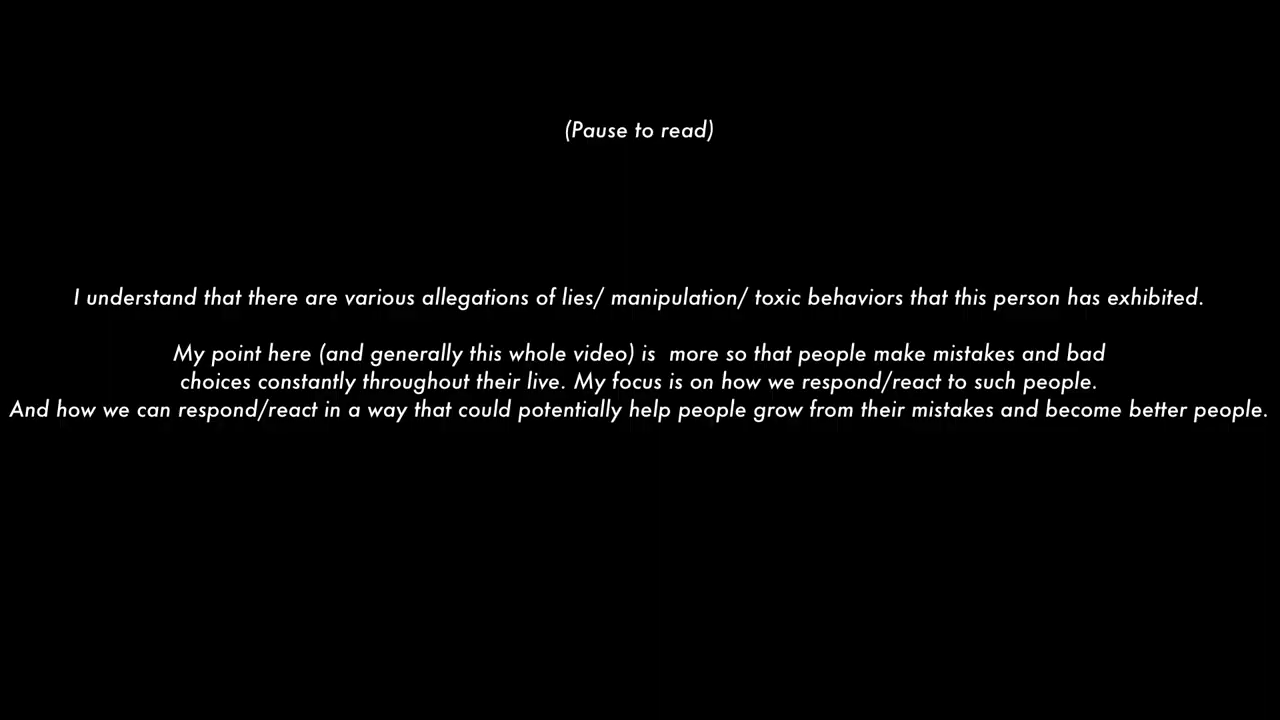 (Pause to read)
I understand that there are various allegations of lies/ manipulation/ toxic behaviors that this person has exhibited.
My point here (and generally this whole video) is  more so that people make mistakes and bad
choices constantly throughout their live. My focus is on how we respond/react to such people.
And how we can respond/react in a way that could potentially help people grow from their mistakes and become better people.